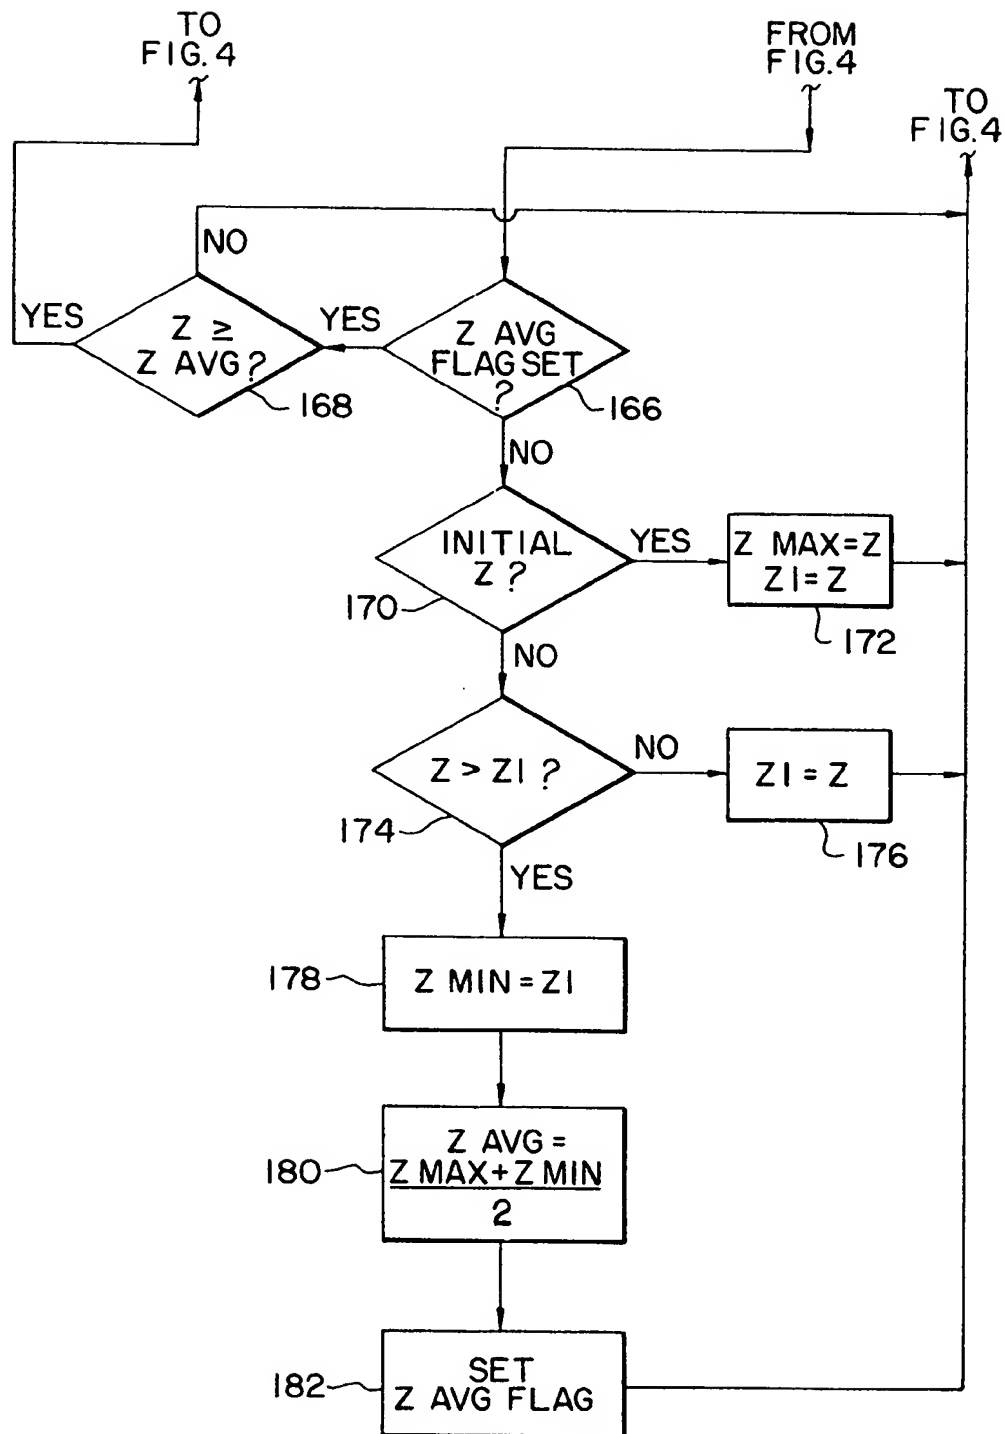 TO
FIG.4
FROM
FIG.4
TO
FIG.4
NO
YES
Z ≥
Z AVG?
168
YES
Z AVG
FLAG SET
?
166
NO
INITIAL
Z ?
170
YES
Z MAX=Z
Z1=Z
172
NO
Z > Z1 ?
174
NO
Z1 = Z
176
YES
178
Z MIN = Z1
180
Z AVG =
Z MAX + Z MIN
2
182
SET
Z AVG FLAG